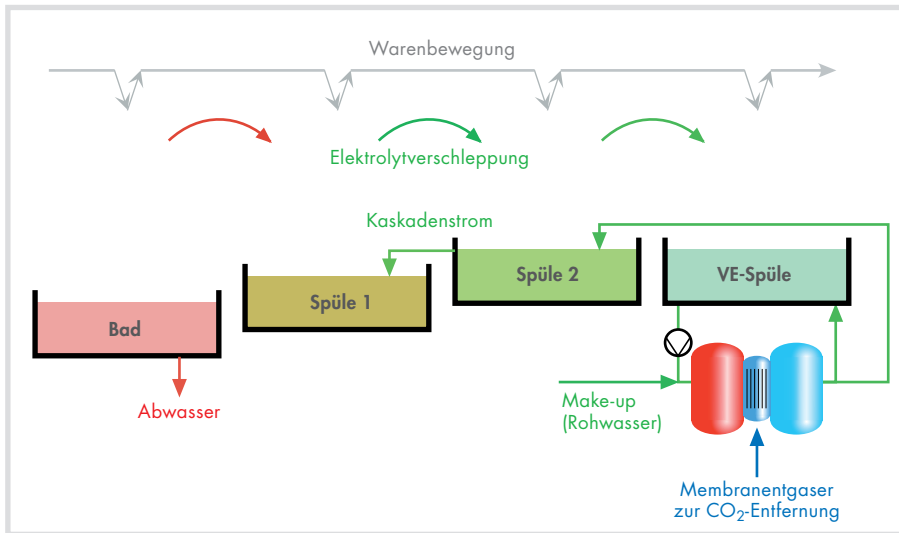 Warenbewegung
Elektrolytverschleppung
Kaskadenstrom
Bad
Spüle 1
Spüle 2
VE-Spüle
Abwasser
Make-up
(Rohwasser)
Membranentgaser
zur CO₂-Entfernung